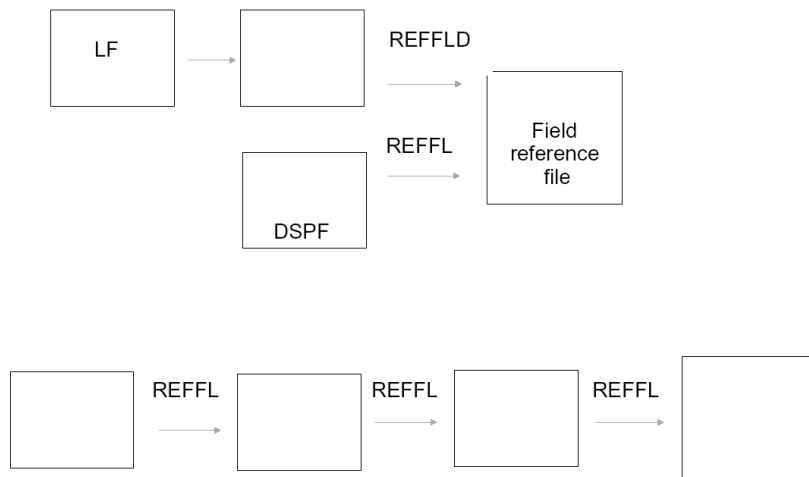 LF
REFFLD
REFFL
Field
reference
file
DSPF
REFFL
REFFL
REFFL